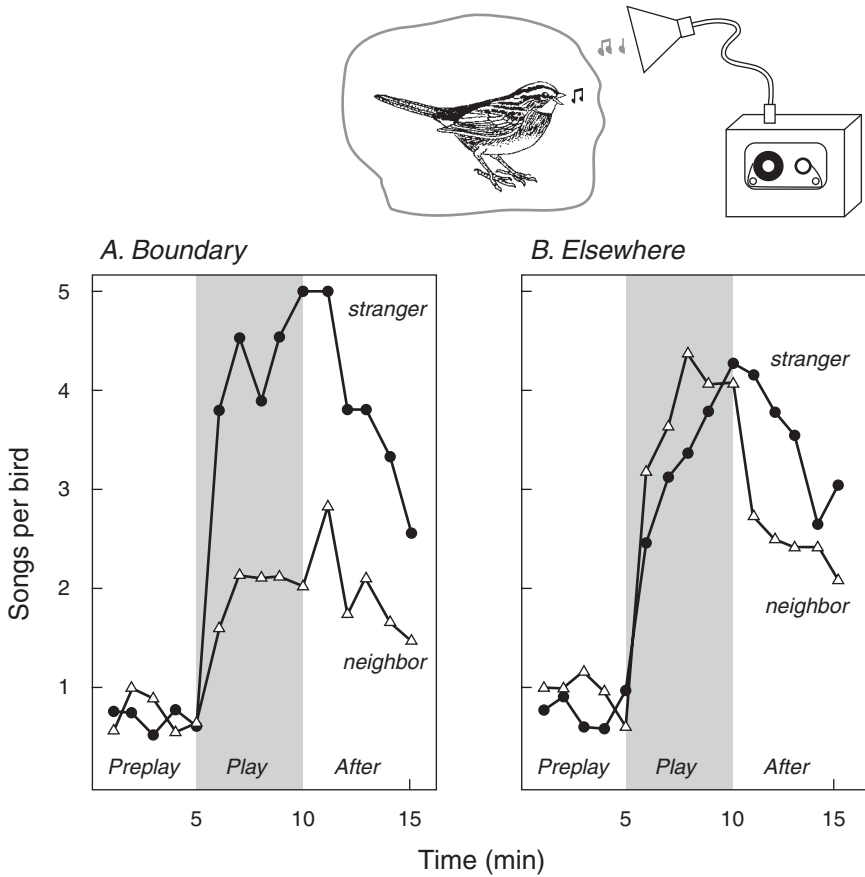 A. Boundary
B. Elsewhere
Songs per bird
5
4
3
2
1
stranger
neighbor
Preplay
Play
After
5
10
15
stranger
neighbor
Preplay
Play
After
5
10
15
Time (min)